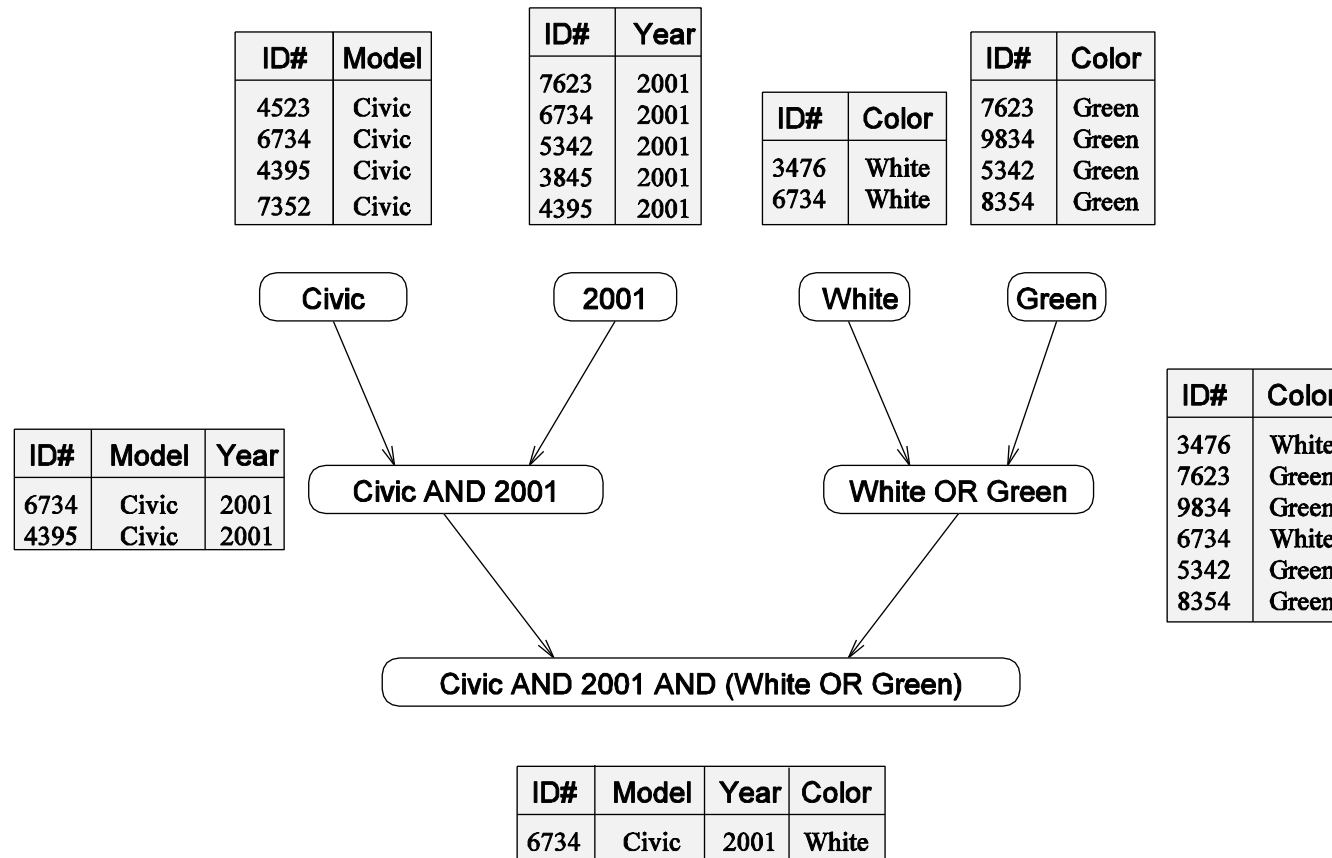 ID# Model
4523 Civic
6734 Civic
4395 Civic
7352 Civic
ID# Year
7623 2001
6734 2001
5342 2001
3845 2001
4395 2001
ID# Color
3476 White
6734 White
ID# Color
7623 Green
9834 Green
5342 Green
8354 Green
Civic
2001
White
Green
ID# Model Year
6734 Civic 2001
4395 Civic 2001
Civic AND 2001
White OR Green
ID# Color
3476 White
7623 Green
9834 Green
6734 White
5342 Green
8354 Green
Civic AND 2001 AND (White OR Green)
ID# Model Year Color
6734 Civic 2001 White